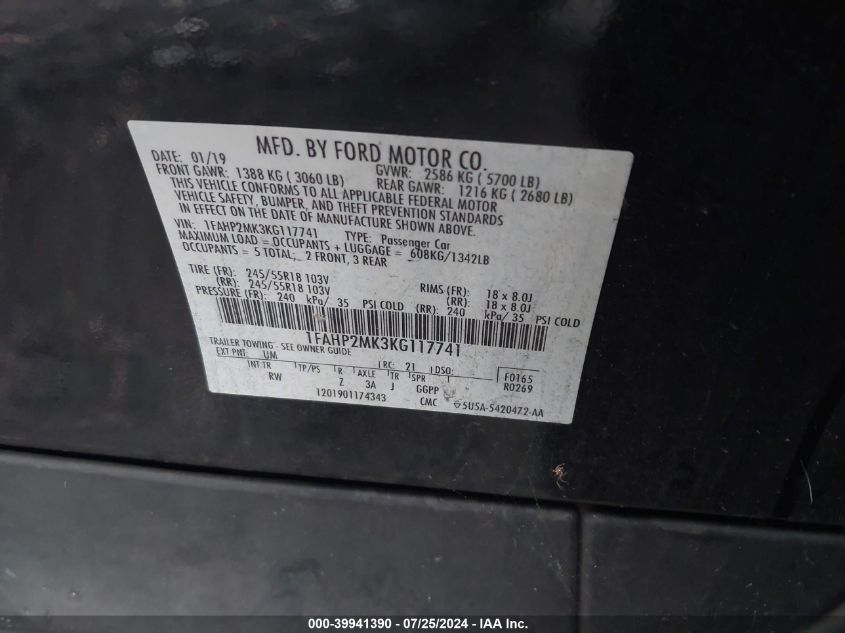 MFD. BY FORD MOTOR CO.
DATE: 01/19 GVWR: 2586 KG ( 5700 LB)
FRONT GAWR: 1388 KG ( 3060 LB) REAR GAWR: 1216 KG ( 2680 LB)
THIS VEHICLE CONFORMS TO ALL APPLICABLE FEDERAL MOTOR
VEHICLE SAFETY, BUMPER, AND THEFT PREVENTION STANDARDS
IN EFFECT ON THE DATE OF MANUFACTURE SHOWN ABOVE.
VIN: 1FAHP2MK3KG117741 TYPE: Passenger Car
MAXIMUM LOAD = OCCUPANTS + LUGGAGE = 608KG/1342LB
OCCUPANTS = 5 TOTAL; 2 FRONT, 3 REAR
TIRE (FR): 245/55R18 103V RIMS (FR): 18 x 8.0J
(RR): 245/55R18 103V (RR): 18 x 8.0J
PRESSURE (FR): 240 kPa/ 35 PSI COLD (RR): 240 kPa/ 35 PSI COLD
1FAHP2MK3KG117741
TRAILER TOWING - SEE OWNER GUIDE
EXT PNT: UM RC: 21 DSO: F0165
INT TR TP/PS R AXLE TR SPR R0269
RW Z 3A J GGPP
1201901174343 CMC 5U5A-5420472-AA
000-39941390 - 07/25/2024 - IAA Inc.